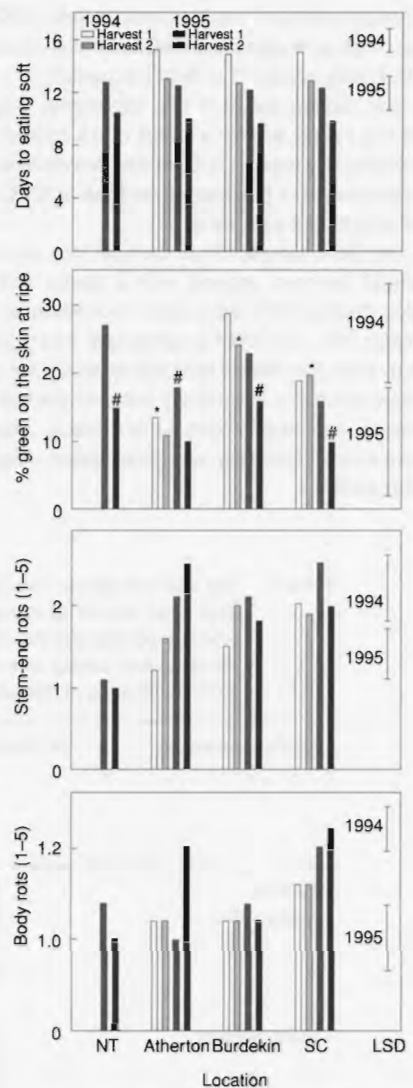 1994 1995
Harvest 1 Harvest 1
Harvest 2 Harvest 2
Days to eating soft
16
12
8
4
0
1994
1995
% green on the skin at ripe
30
20
10
0
# * # * # * #
1994
1995
Stem-end rots (1–5)
2
1
0
1994
1995
Body rots (1–5)
1.2
1.0
0
1994
1995
NT Atherton Burdekin SC LSD
Location